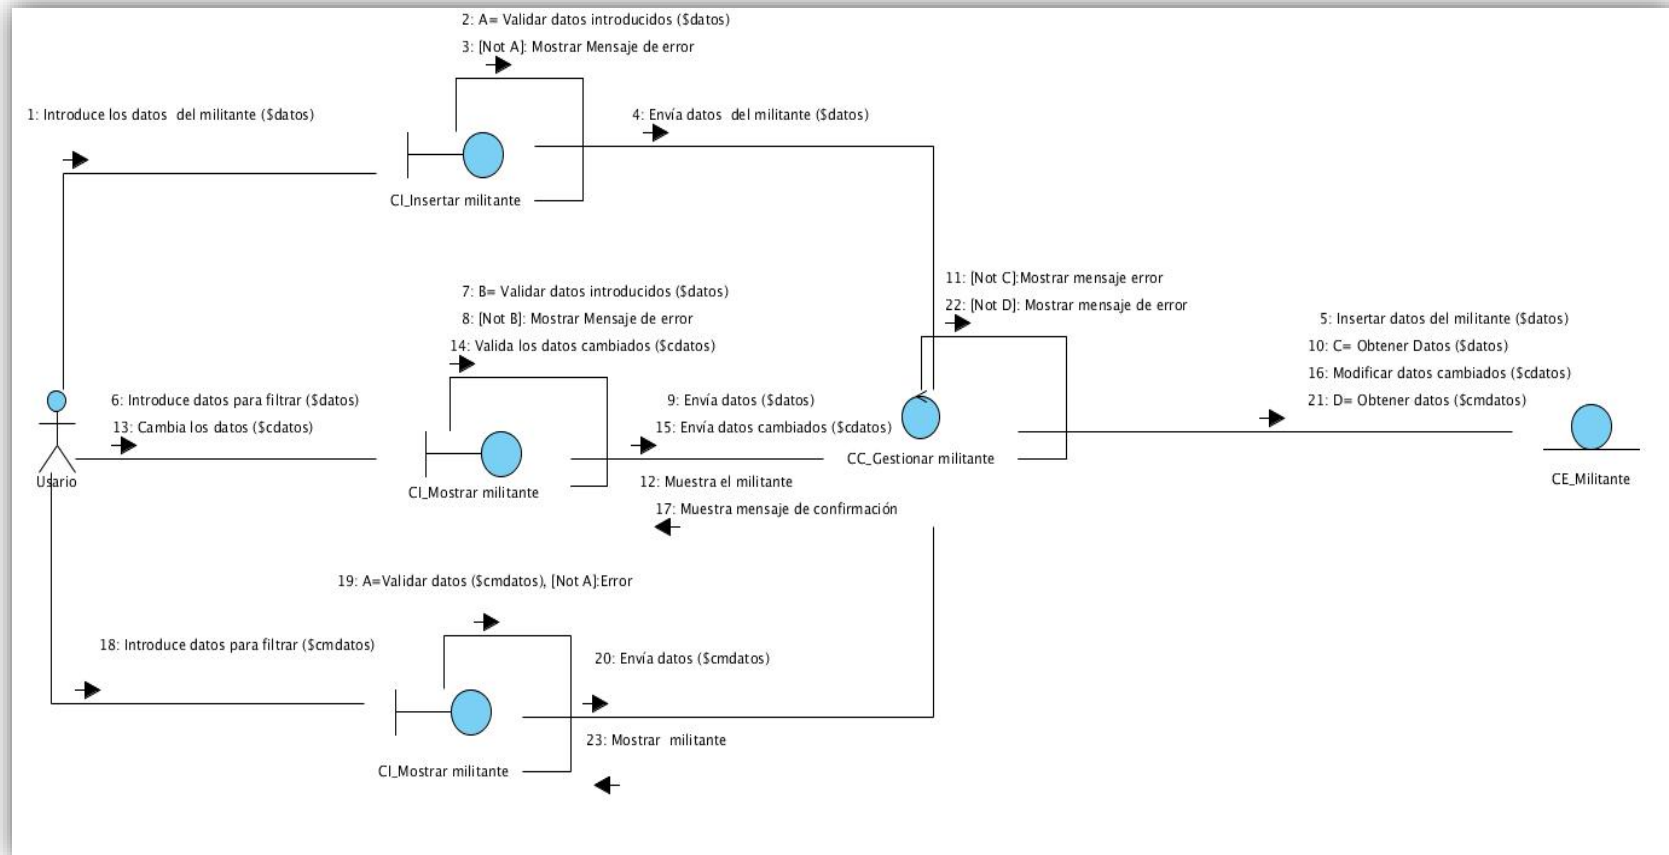 2: A= Validar datos introducidos ($datos)
3: [Not A]: Mostrar Mensaje de error
1: Introduce los datos  del militante ($datos)
4: Envía datos  del militante ($datos)
CI_Insertar militante
7: B= Validar datos introducidos ($datos)
8: [Not B]: Mostrar Mensaje de error
14: Valida los datos cambiados ($cdatos)
11: [Not C]:Mostrar mensaje error
22: [Not D]: Mostrar mensaje de error
5: Insertar datos del militante ($datos)
10: C= Obtener Datos ($datos)
16: Modificar datos cambiados ($cdatos)
21: D= Obtener datos ($cmdatos)
6: Introduce datos para filtrar ($datos)
13: Cambia los datos ($cdatos)
9: Envía datos ($datos)
15: Envía datos cambiados ($cdatos)
Usario
CI_Mostrar militante
CC_Gestionar militante
CE_Militante
12: Muestra el militante
17: Muestra mensaje de confirmación
19: A=Validar datos ($cmdatos), [Not A]:Error
18: Introduce datos para filtrar ($cmdatos)
20: Envía datos ($cmdatos)
23: Mostrar  militante
CI_Mostrar militante